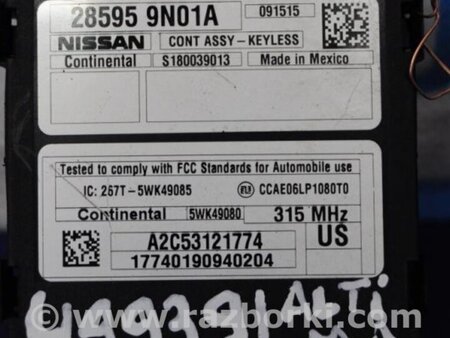 28595 9N01A
091515
NISSAN
CONT ASSY-KEYLESS
Continental
S180039013
Made in Mexico
Tested to comply with FCC Standards for Automobile use
IC: 267T-5WK49085
CCAE06LP1080T0
Continental
5WK49080
315 MHz
A2C53121774
US
17740190940204
ALTi
www.razborki.com